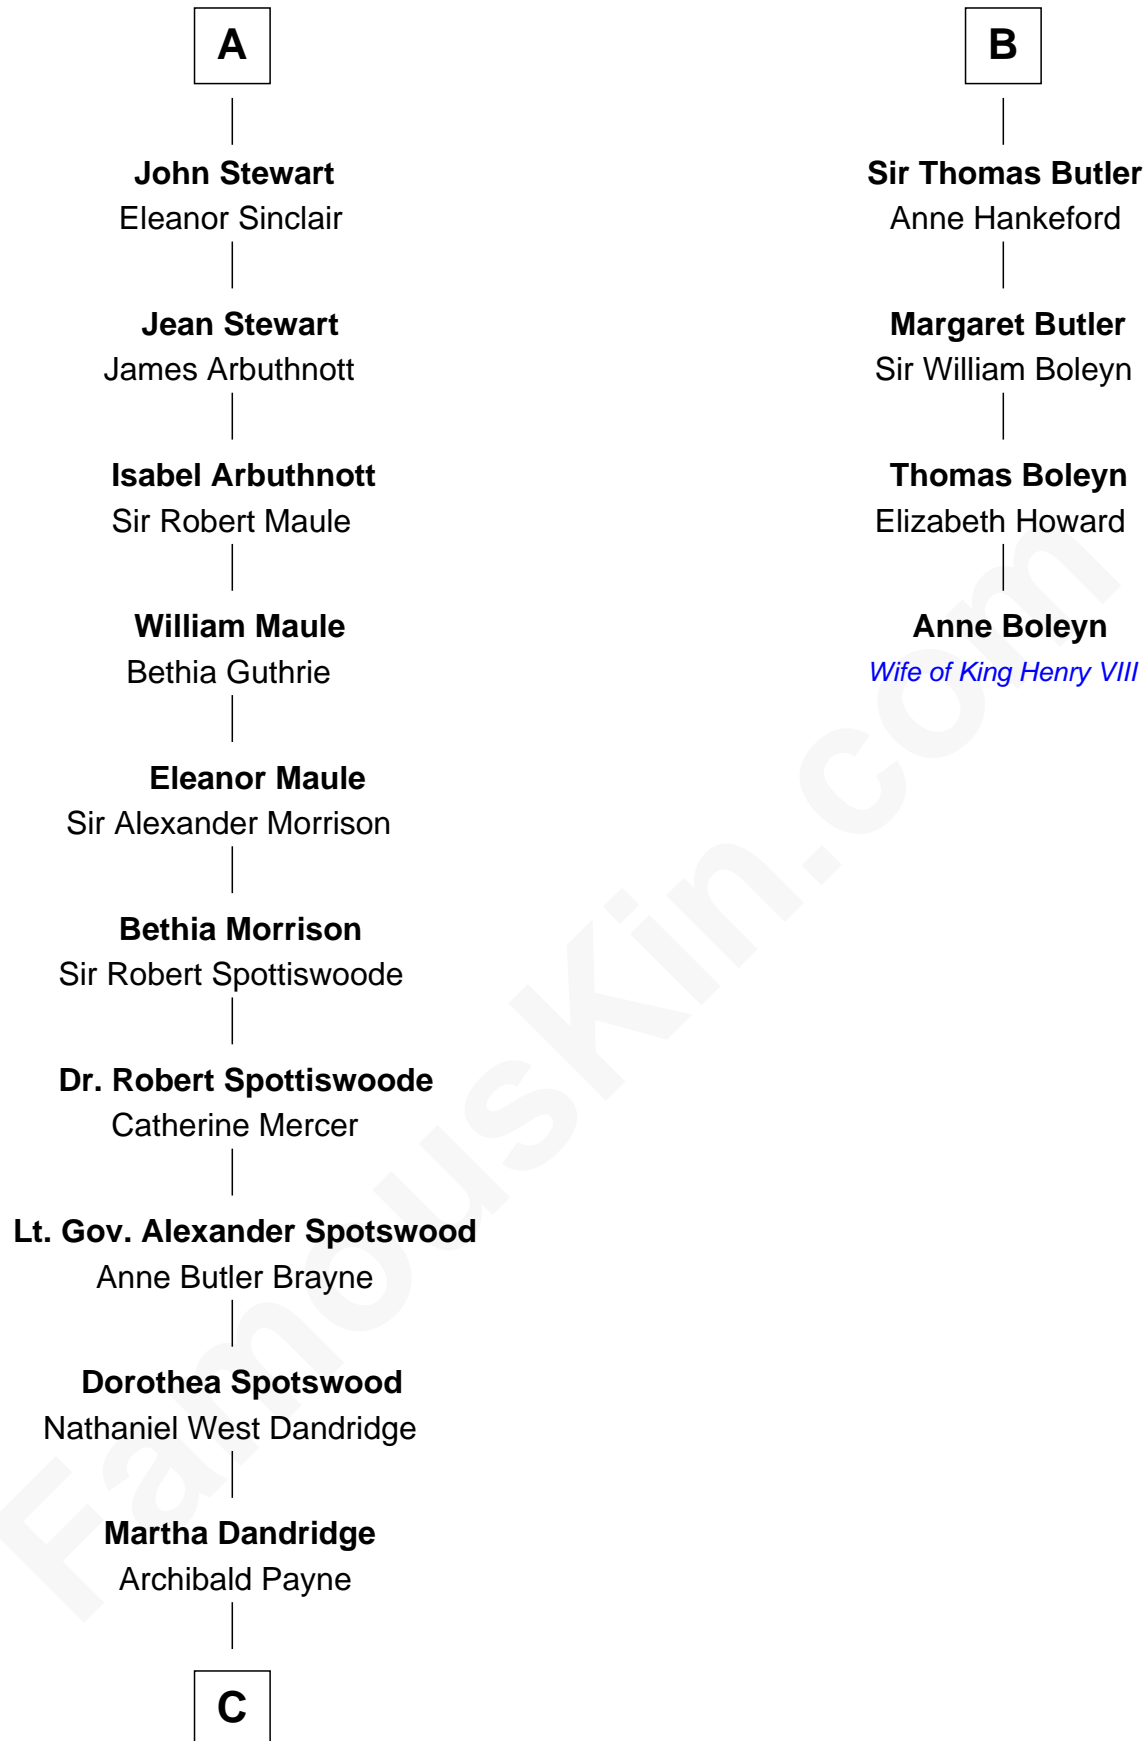 A
John Stewart
Eleanor Sinclair
Jean Stewart
James Arbuthnott
Isabel Arbuthnott
Sir Robert Maule
William Maule
Bethia Guthrie
Eleanor Maule
Sir Alexander Morrison
Bethia Morrison
Sir Robert Spottiswoode
Dr. Robert Spottiswoode
Catherine Mercer
Lt. Gov. Alexander Spotswood
Anne Butler Brayne
Dorothea Spotswood
Nathaniel West Dandridge
Martha Dandridge
Archibald Payne
C
B
Sir Thomas Butler
Anne Hankeford
Margaret Butler
Sir William Boleyn
Thomas Boleyn
Elizabeth Howard
Anne Boleyn
Wife of King Henry VIII
FamousKin.com